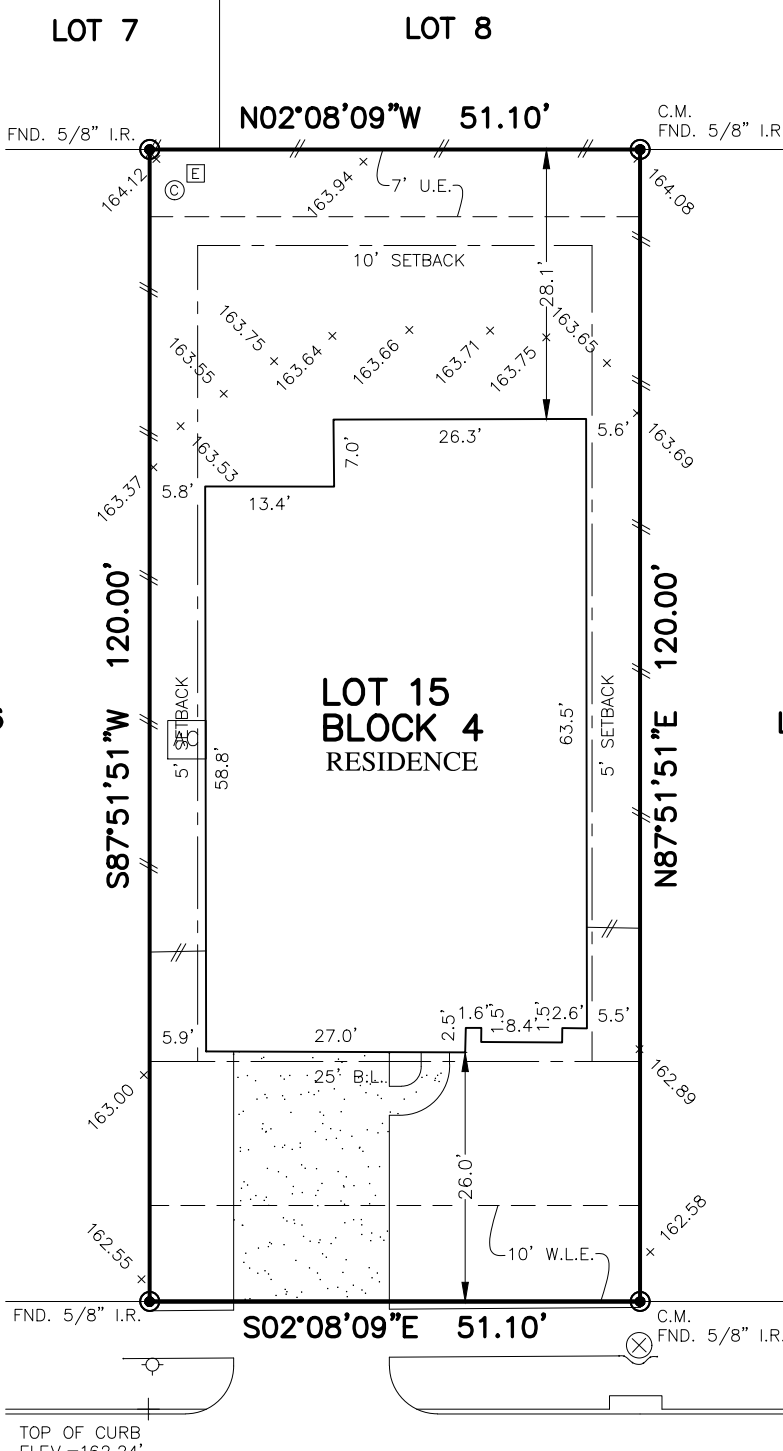 LOT 7
LOT 8
N02°08'09"W 51.10'
C.M.
FND. 5/8" I.R.
FND. 5/8" I.R
E
C
164.12
163.94
7' U.E.
164.08
10' SETBACK
28.1'
163.75
163.55
163.64
163.66
163.71
163.75
163.65
26.3'
5.6'
7.0'
163.53
163.69
163.37
5.8'
13.4'
S87°51'51"W 120.00'
N87°51'51"E 120.00'
LOT 15
BLOCK 4
RESIDENCE
5' SETBACK
58.8'
63.5'
5' SETBACK
5.9'
27.0'
2.5'
1.6'
1.5'
8.4'
1.5'
2.6'
5.5'
25' B.L.
163.00
162.89
26.0'
162.55
162.58
10' W.L.E.
FND. 5/8" I.R.
S02°08'09"E 51.10'
C.M.
FND. 5/8" I.R.
TOP OF CURB